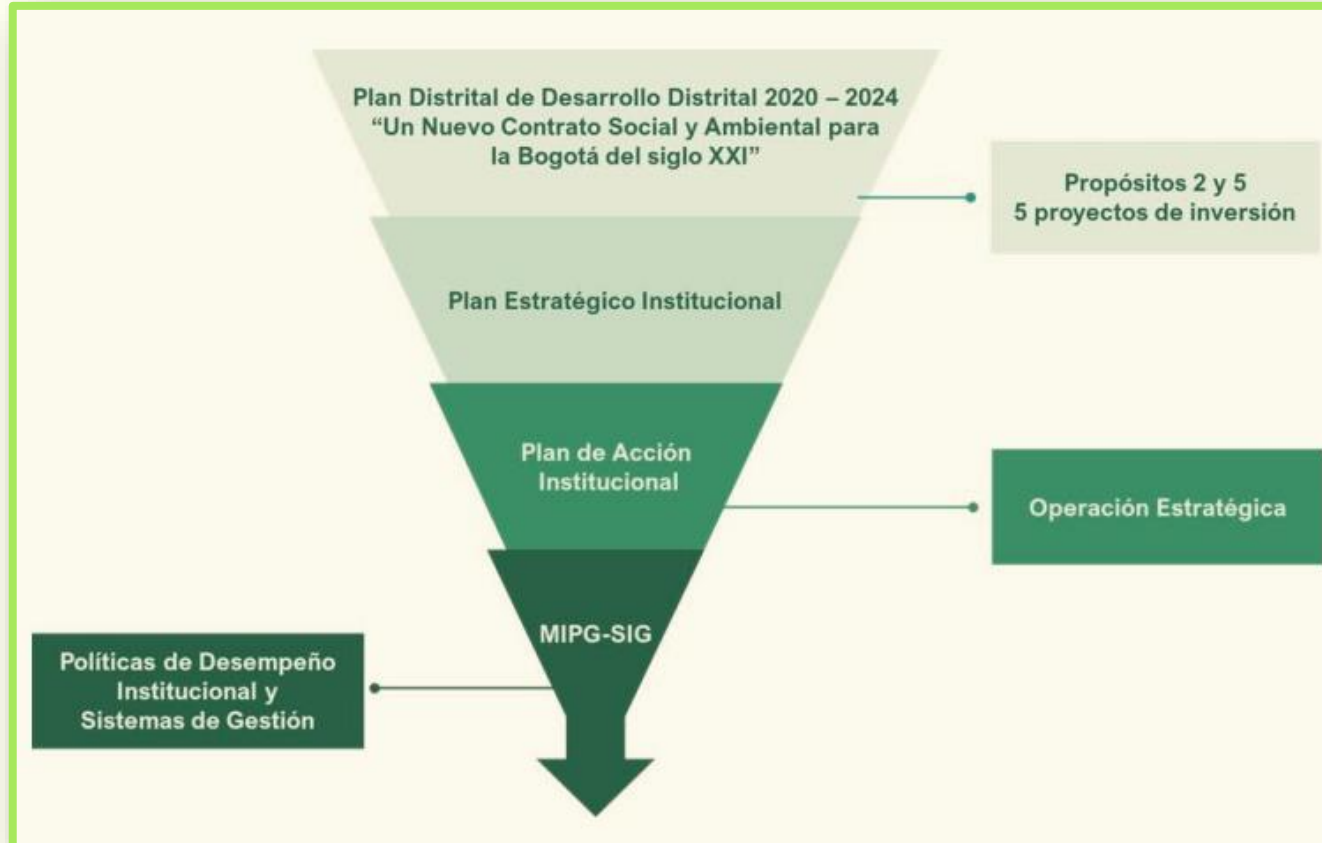 Plan Distrital de Desarrollo Distrital 2020 – 2024
“Un Nuevo Contrato Social y Ambiental para
la Bogotá del siglo XXI”
Propósitos 2 y 5
5 proyectos de inversión
Plan Estratégico Institucional
Plan de Acción
Institucional
Operación Estratégica
MIPG-SIG
Políticas de Desempeño
Institucional y
Sistemas de Gestión